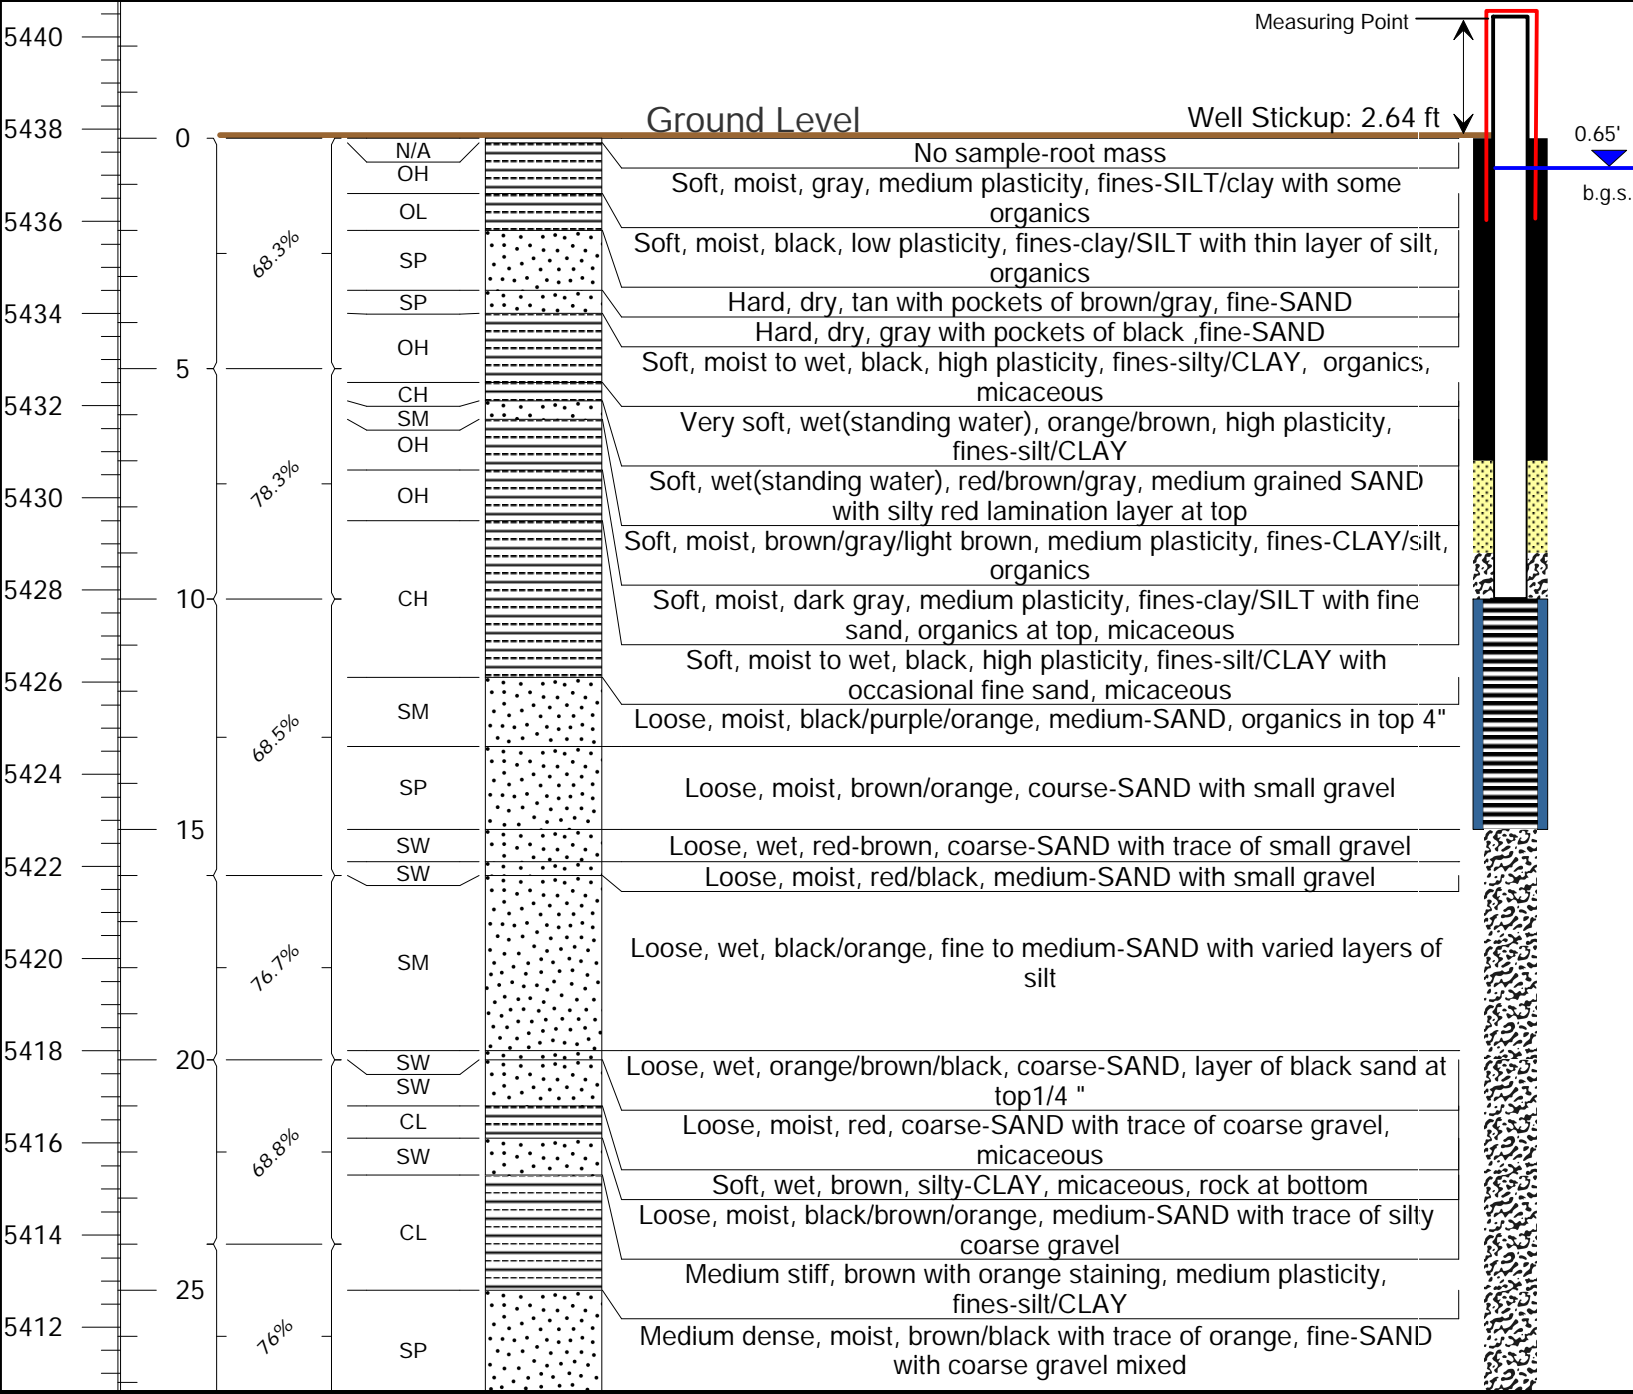 Measuring Point
5440
Ground Level
Well Stickup: 2.64 ft
5438
0
0.65'
N/A
No sample-root mass
OH
Soft, moist, gray, medium plasticity, fines-SILT/clay with some
organics
b.g.s.
OL
5436
68.3%
SP
Soft, moist, black, low plasticity, fines-clay/SILT with thin layer of silt,
organics
SP
Hard, dry, tan with pockets of brown/gray, fine-SAND
5434
Hard, dry, gray with pockets of black ,fine-SAND
OH
Soft, moist to wet, black, high plasticity, fines-silty/CLAY, organics,
micaceous
5
CH
5432
SM
Very soft, wet(standing water), orange/brown, high plasticity,
fines-silt/CLAY
OH
78.3%
5430
OH
Soft, wet(standing water), red/brown/gray, medium grained SAND
with silty red lamination layer at top
Soft, moist, brown/gray/light brown, medium plasticity, fines-CLAY/silt,
organics
5428
10
CH
Soft, moist, dark gray, medium plasticity, fines-clay/SILT with fine
sand, organics at top, micaceous
Soft, moist to wet, black, high plasticity, fines-silt/CLAY with
occasional fine sand, micaceous
5426
SM
Loose, moist, black/purple/orange, medium-SAND, organics in top 4"
68.5%
5424
SP
Loose, moist, brown/orange, course-SAND with small gravel
15
SW
Loose, wet, red-brown, coarse-SAND with trace of small gravel
5422
SW
Loose, moist, red/black, medium-SAND with small gravel
5420
76.7%
SM
Loose, wet, black/orange, fine to medium-SAND with varied layers of
silt
5418
20
SW
Loose, wet, orange/brown/black, coarse-SAND, layer of black sand at
top1/4 "
SW
CL
Loose, moist, red, coarse-SAND with trace of coarse gravel,
micaceous
5416
68.8%
SW
Soft, wet, brown, silty-CLAY, micaceous, rock at bottom
Loose, moist, black/brown/orange, medium-SAND with trace of silty
coarse gravel
5414
CL
Medium stiff, brown with orange staining, medium plasticity,
fines-silt/CLAY
25
5412
76%
SP
Medium dense, moist, brown/black with trace of orange, fine-SAND
with coarse gravel mixed